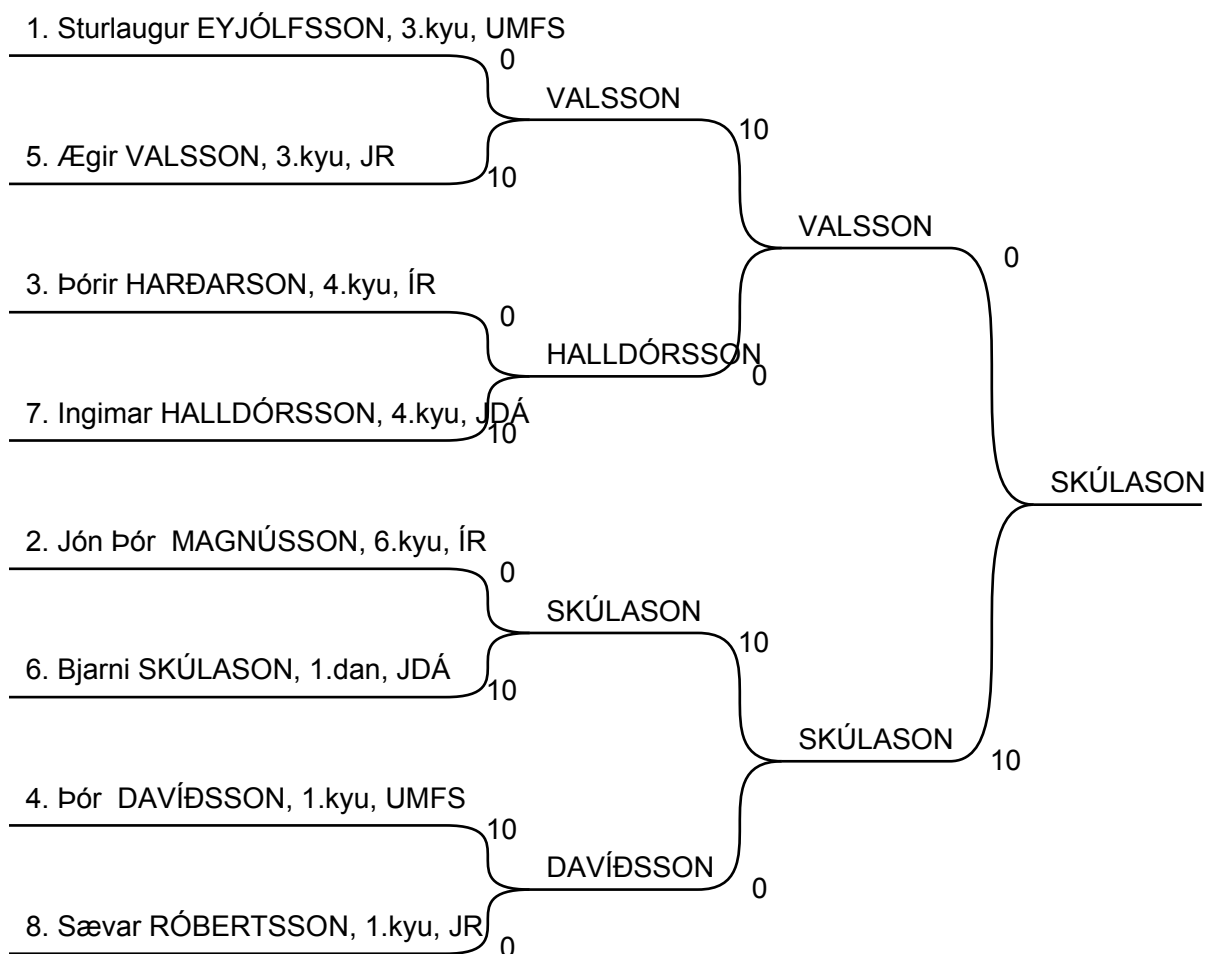 1. Sturlaugur EYJÓLFSSON, 3.kyu, UMFS
0
VALSSON
10
5. Ægir VALSSON, 3.kyu, JR
10
VALSSON
0
3. Þórir HARÐARSON, 4.kyu, ÍR
0
HALLDÓRSSON
0
7. Ingimar HALLDÓRSSON, 4.kyu, JDÁ
10
SKÚLASON
2. Jón Þór  MAGNÚSSON, 6.kyu, ÍR
0
SKÚLASON
10
6. Bjarni SKÚLASON, 1.dan, JDÁ
10
SKÚLASON
10
4. Þór  DAVÍÐSSON, 1.kyu, UMFS
10
DAVÍÐSSON
0
8. Sævar RÓBERTSSON, 1.kyu, JR
0